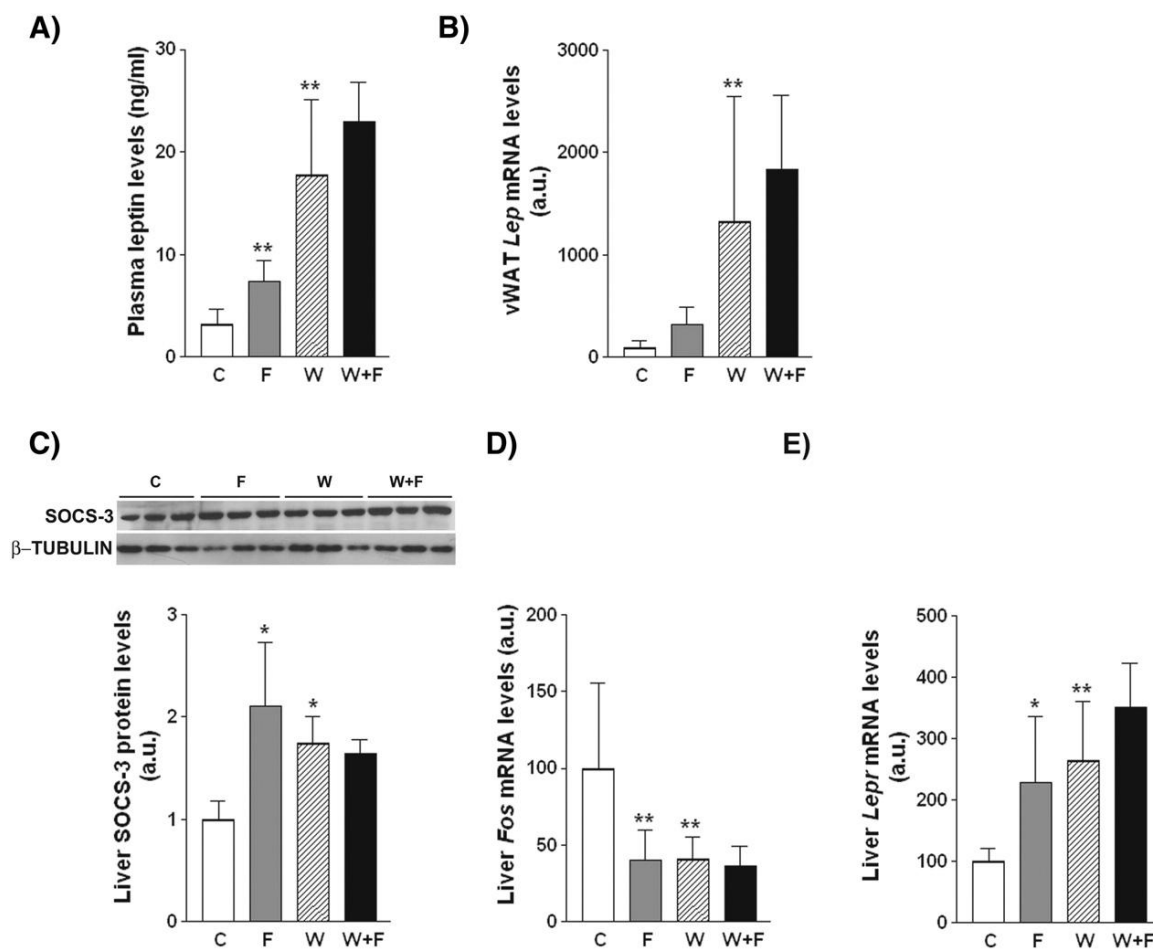 A)
Plasma leptin levels (ng/ml)
30
20
10
0
**
**
C F W W+F
B)
vWAT Lep mRNA levels
(a.u.)
3000
2000
1000
0
**
C F W W+F
C)
C F W W+F
SOCS-3
β–TUBULIN
Liver SOCS-3 protein levels
(a.u.)
3
2
1
0
*
*
C F W W+F
D)
Liver Fos mRNA levels (a.u.)
200
150
100
50
0
**
**
C F W W+F
E)
Liver Lepr mRNA levels
(a.u.)
500
400
300
200
100
0
*
**
C F W W+F